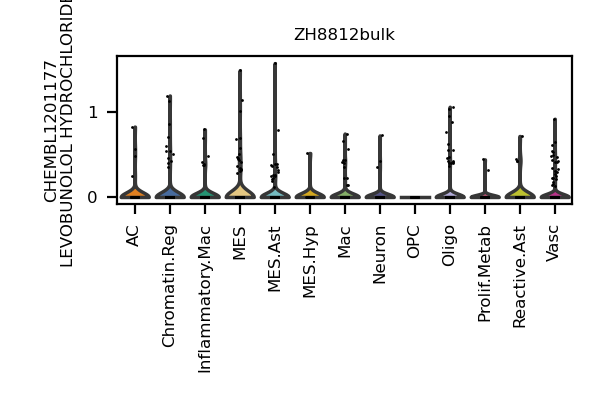 ZH8812bulk
CHEMBL1201177
LEVOBUNOLOL HYDROCHLORIDE
1
0
AC
Chromatin.Reg
Inflammatory.Mac
MES
MES.Ast
MES.Hyp
Mac
Neuron
OPC
Oligo
Prolif.Metab
Reactive.Ast
Vasc